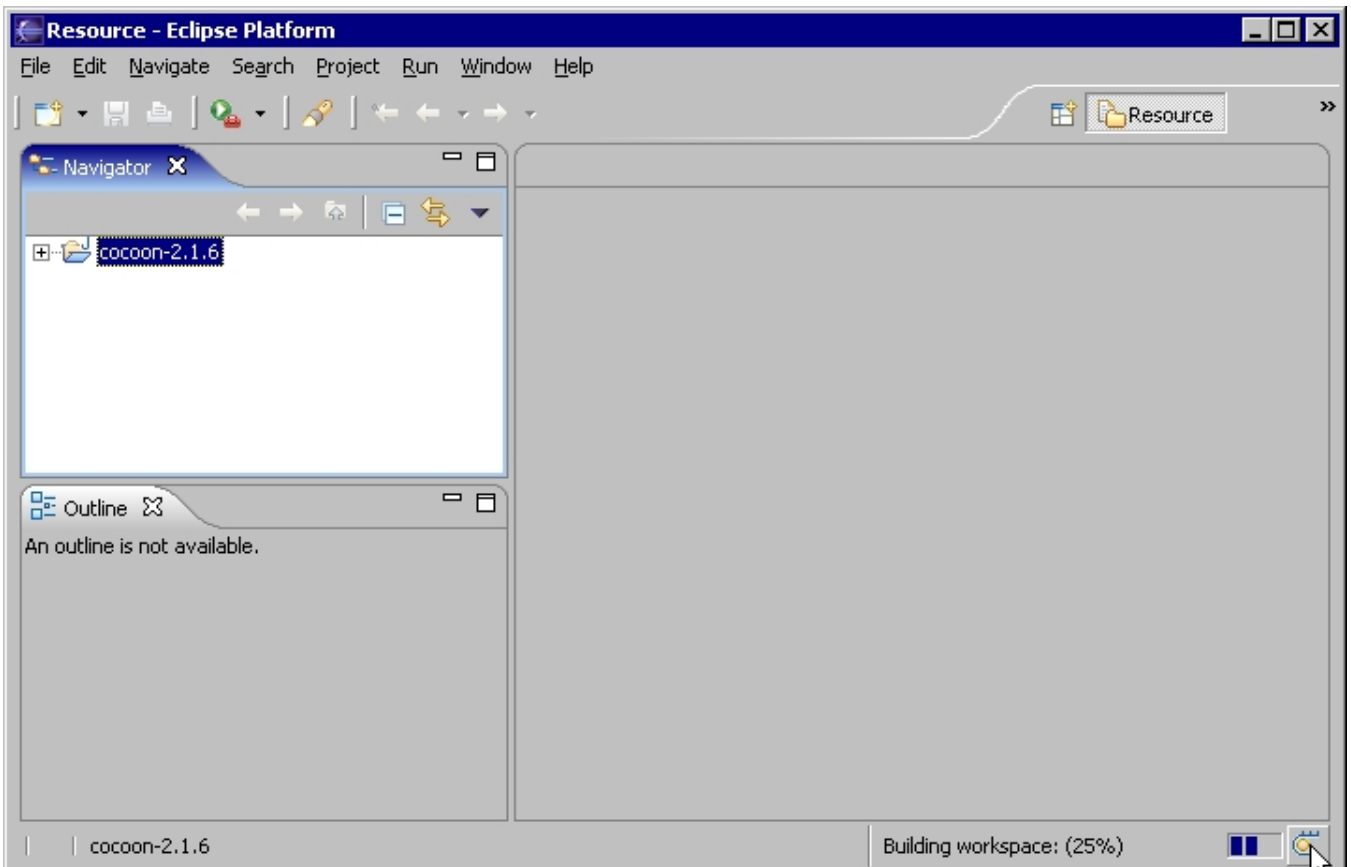 Resource - Eclipse Platform
File Edit Navigate Search Project Run Window Help
Resource
Navigator
cocoon-2.1.6
Outline
An outline is not available.
cocoon-2.1.6 Building workspace: (25%)